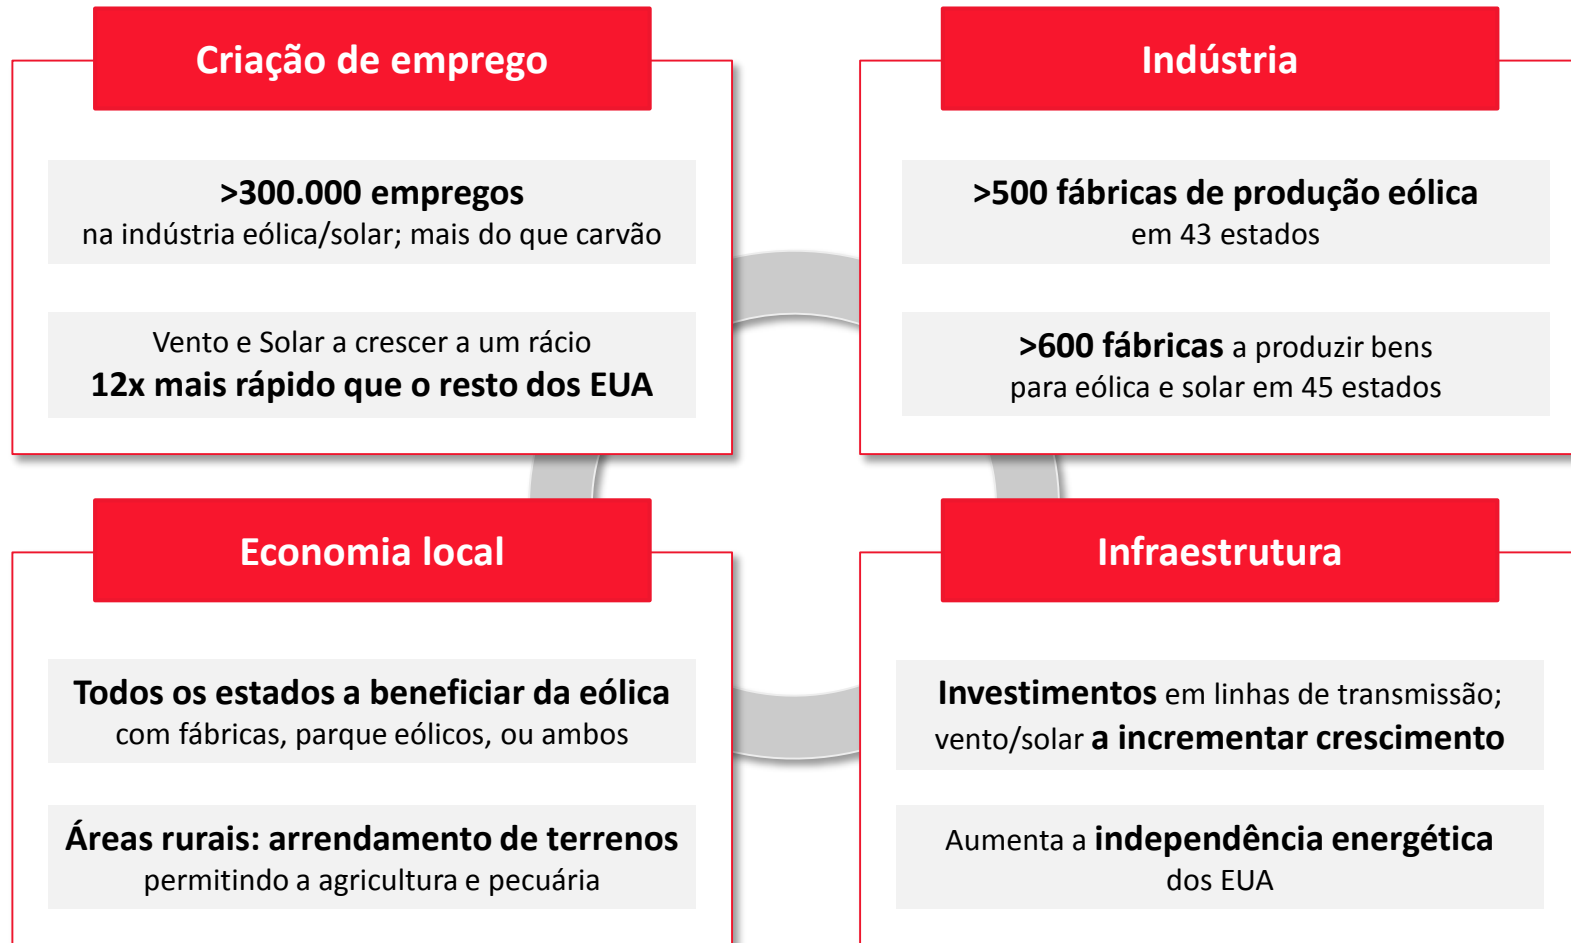 Criação de emprego
>300.000 empregos
na indústria eólica/solar; mais do que carvão
Vento e Solar a crescer a um rácio
12x mais rápido que o resto dos EUA
Indústria
>500 fábricas de produção eólica
em 43 estados
>600 fábricas a produzir bens
para eólica e solar em 45 estados
Economia local
Todos os estados a beneficiar da eólica
com fábricas, parque eólicos, ou ambos
Áreas rurais: arrendamento de terrenos
permitindo a agricultura e pecuária
Infraestrutura
Investimentos em linhas de transmissão;
vento/solar a incrementar crescimento
Aumenta a independência energética
dos EUA